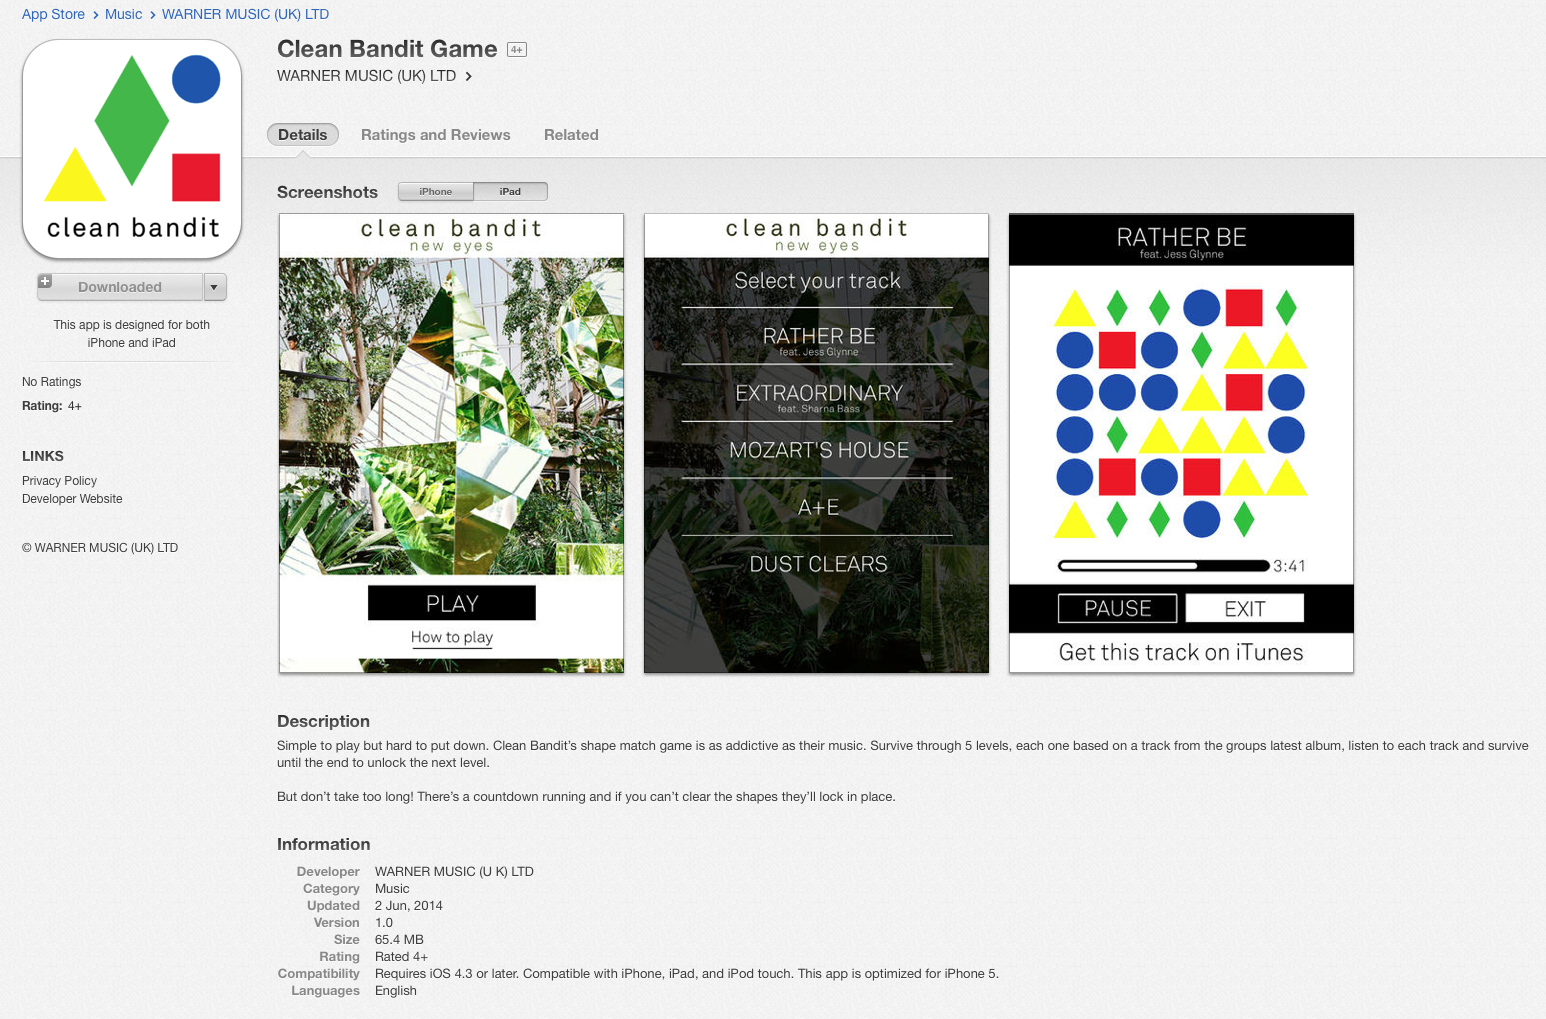 App Store > Music > WARNER MUSIC (UK) LTD
clean bandit
Downloaded
This app is designed for both
iPhone and iPad
No Ratings
Rating: 4+
LINKS
Privacy Policy
Developer Website
© WARNER MUSIC (UK) LTD
Clean Bandit Game 4+
WARNER MUSIC (UK) LTD >
Details Ratings and Reviews Related
Screenshots iPhone iPad
clean bandit
new eyes
PLAY
How to play
clean bandit
new eyes
Select your track
RATHER BE
feat. Jess Glynne
EXTRAORDINARY
feat. Sharna Bass
MOZART'S HOUSE
A+E
DUST CLEARS
RATHER BE
feat. Jess Glynne
3:41
PAUSE EXIT
Get this track on iTunes
Description
Simple to play but hard to put down. Clean Bandit's shape match game is as addictive as their music. Survive through 5 levels, each one based on a track from the groups latest album, listen to each track and survive
until the end to unlock the next level.
But don't take too long! There's a countdown running and if you can't clear the shapes they'll lock in place.
Information
Developer WARNER MUSIC (U K) LTD
Category Music
Updated 2 Jun, 2014
Version 1.0
Size 65.4 MB
Rating Rated 4+
Compatibility Requires iOS 4.3 or later. Compatible with iPhone, iPad, and iPod touch. This app is optimized for iPhone 5.
Languages English